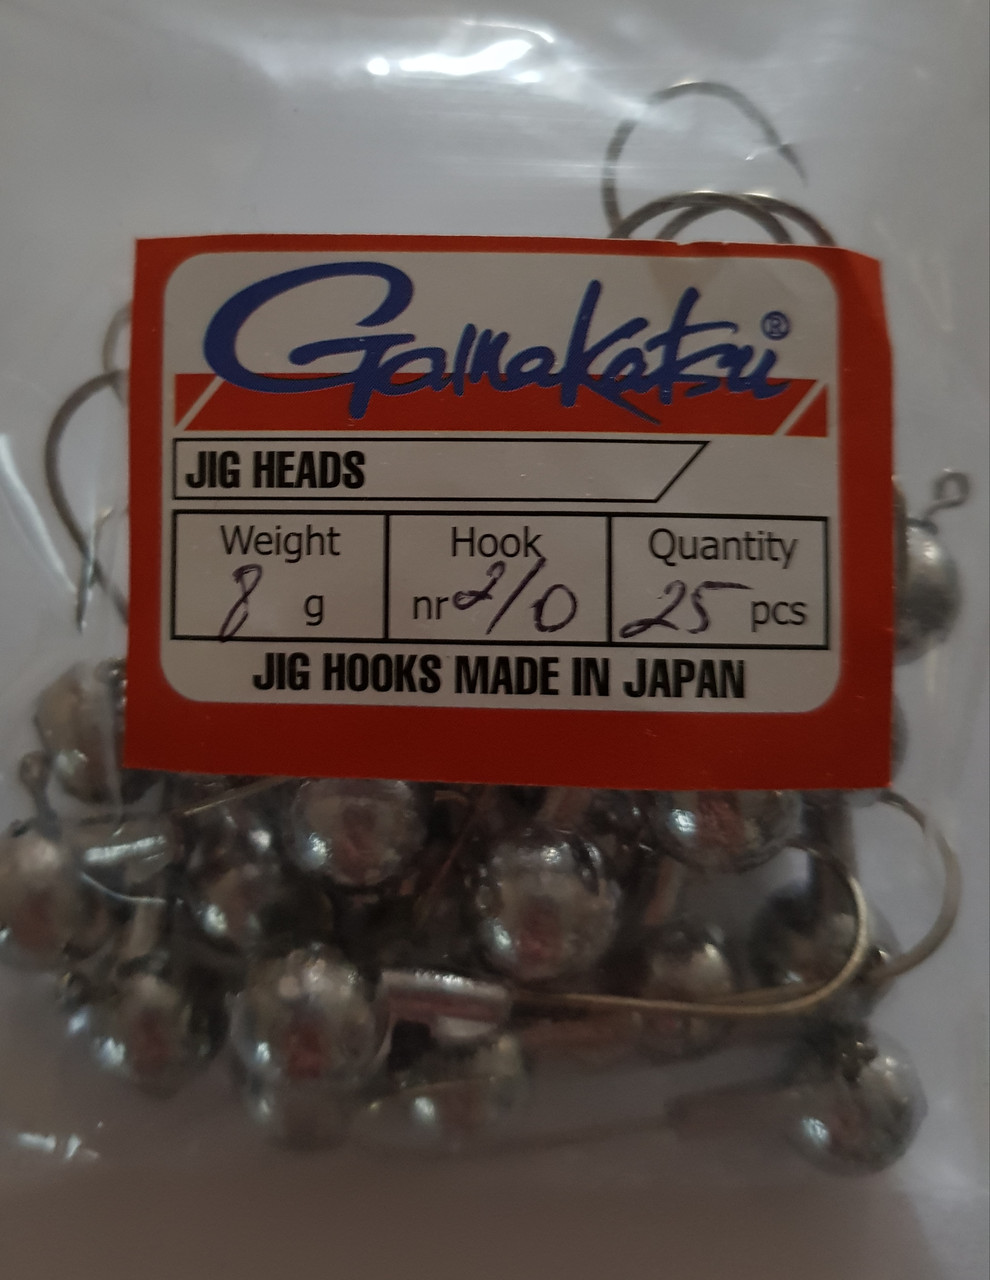 Gamakatsu®
JIG HEADS
Weight Hook Quantity
8 g nr 2/0 25 pcs
JIG HOOKS MADE IN JAPAN